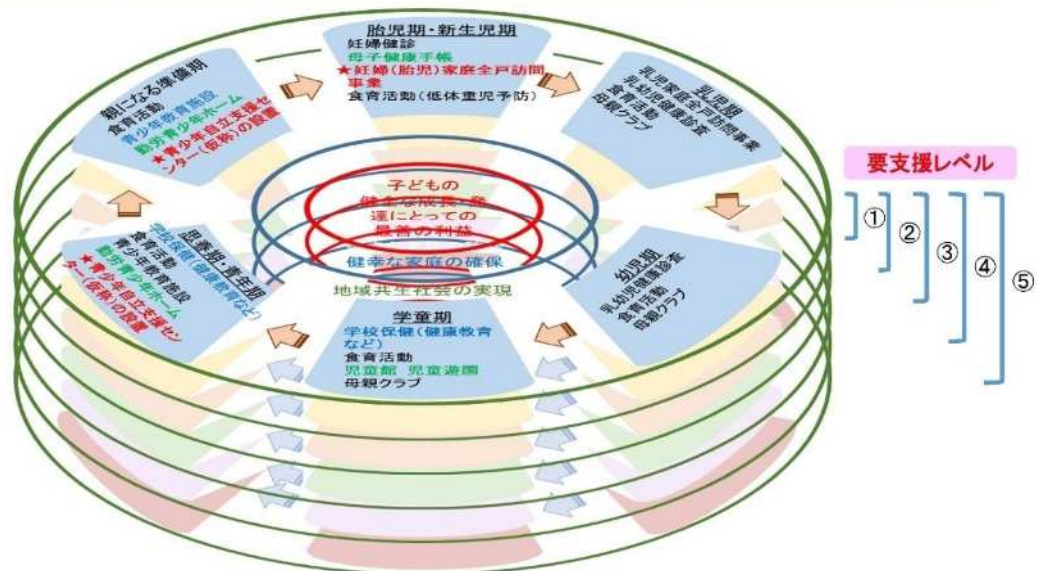 胎児期・新生児期
妊婦健診
母子健康手帳
★妊婦(胎児)家庭全戸訪問
事業
食育活動(低体重児予防)
乳児期
乳児家庭全戸訪問事業
乳幼児健康診査
食育活動
母親クラブ
幼児期
乳幼児健康診査
食育活動
母親クラブ
学童期
学校保健(健康教育
など)
食育活動
児童館 児童遊園
母親クラブ
思春期・青年期
学校保健(健康教育など)
食育活動
青少年教育施設
勤労青少年ホーム
★青少年自立支援セン
ター(仮称)の設置
親になる準備期
食育活動
青少年教育施設
勤労青少年ホーム
★青少年自立支援セ
ンター(仮称)の設置
子どもの
健全な成長・発
達にとっての
最善の利益
健幸な家庭の確保
地域共生社会の実現
要支援レベル
①
②
③
④
⑤